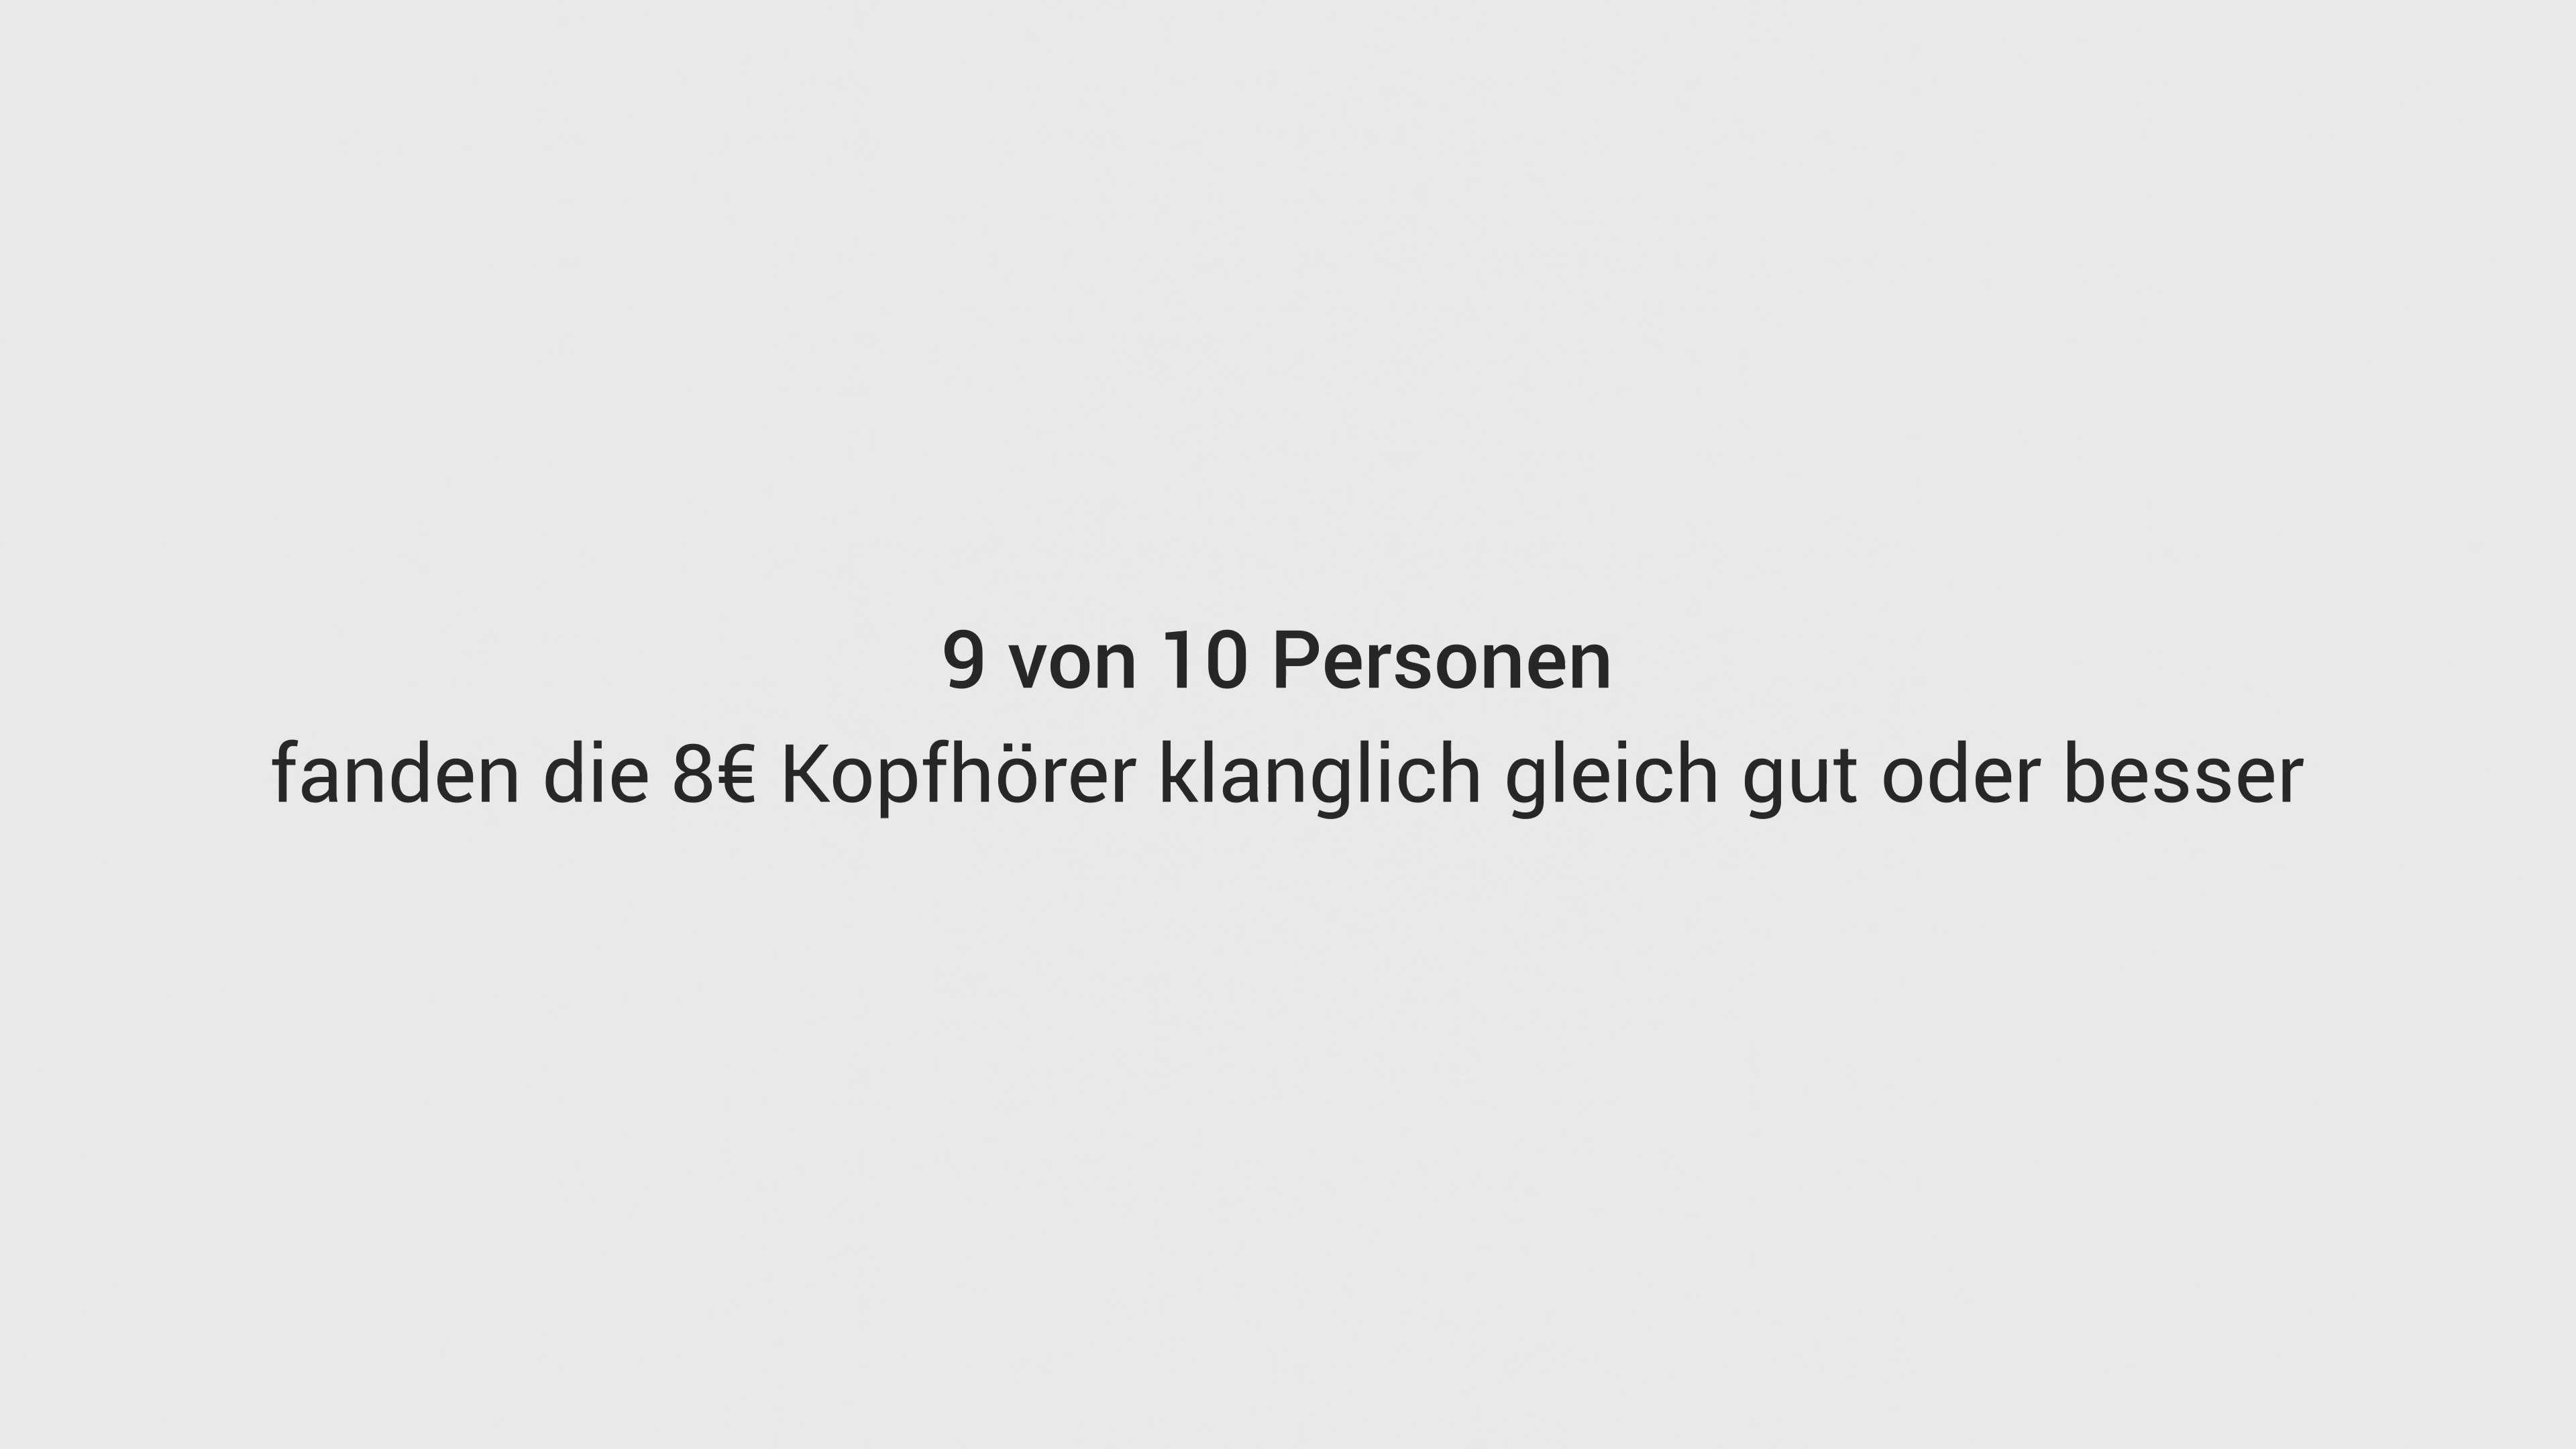 9 von 10 Personen
fanden die 8€ Kopfhörer klanglich gleich gut oder besser